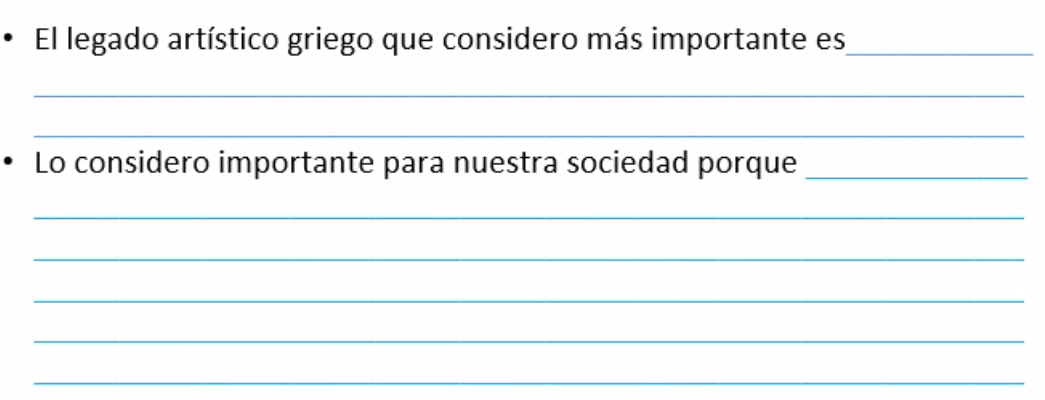 • El legado artístico griego que considero más importante es
• Lo considero importante para nuestra sociedad porque